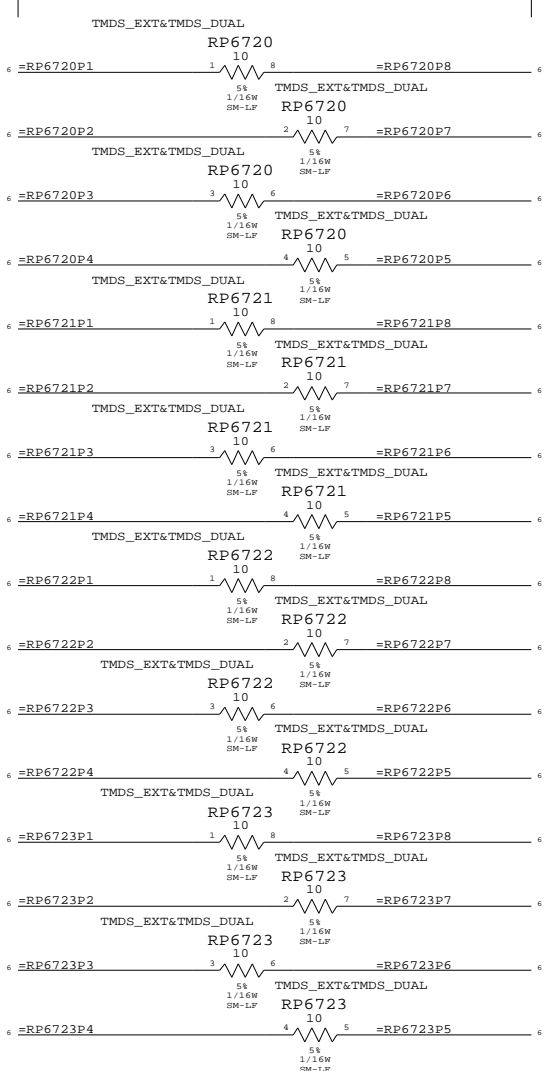 TMDS_EXT&TMDS_DUAL
RP6720
10
6 =RP6720P1 1 8 =RP6720P8 6
5%
1/16W
SM-LF
TMDS_EXT&TMDS_DUAL
RP6720
10
6 =RP6720P2 2 7 =RP6720P7 6
5%
1/16W
SM-LF
TMDS_EXT&TMDS_DUAL
RP6720
10
6 =RP6720P3 3 6 =RP6720P6 6
5%
1/16W
SM-LF
TMDS_EXT&TMDS_DUAL
RP6720
10
6 =RP6720P4 4 5 =RP6720P5 6
5%
1/16W
SM-LF
TMDS_EXT&TMDS_DUAL
RP6721
10
6 =RP6721P1 1 8 =RP6721P8 6
5%
1/16W
SM-LF
TMDS_EXT&TMDS_DUAL
RP6721
10
6 =RP6721P2 2 7 =RP6721P7 6
5%
1/16W
SM-LF
TMDS_EXT&TMDS_DUAL
RP6721
10
6 =RP6721P3 3 6 =RP6721P6 6
5%
1/16W
SM-LF
TMDS_EXT&TMDS_DUAL
RP6721
10
6 =RP6721P4 4 5 =RP6721P5 6
5%
1/16W
SM-LF
TMDS_EXT&TMDS_DUAL
RP6722
10
6 =RP6722P1 1 8 =RP6722P8 6
5%
1/16W
SM-LF
TMDS_EXT&TMDS_DUAL
RP6722
10
6 =RP6722P2 2 7 =RP6722P7 6
5%
1/16W
SM-LF
TMDS_EXT&TMDS_DUAL
RP6722
10
6 =RP6722P3 3 6 =RP6722P6 6
5%
1/16W
SM-LF
TMDS_EXT&TMDS_DUAL
RP6722
10
6 =RP6722P4 4 5 =RP6722P5 6
5%
1/16W
SM-LF
TMDS_EXT&TMDS_DUAL
RP6723
10
6 =RP6723P1 1 8 =RP6723P8 6
5%
1/16W
SM-LF
TMDS_EXT&TMDS_DUAL
RP6723
10
6 =RP6723P2 2 7 =RP6723P7 6
5%
1/16W
SM-LF
TMDS_EXT&TMDS_DUAL
RP6723
10
6 =RP6723P3 3 6 =RP6723P6 6
5%
1/16W
SM-LF
TMDS_EXT&TMDS_DUAL
RP6723
10
6 =RP6723P4 4 5 =RP6723P5 6
5%
1/16W
SM-LF